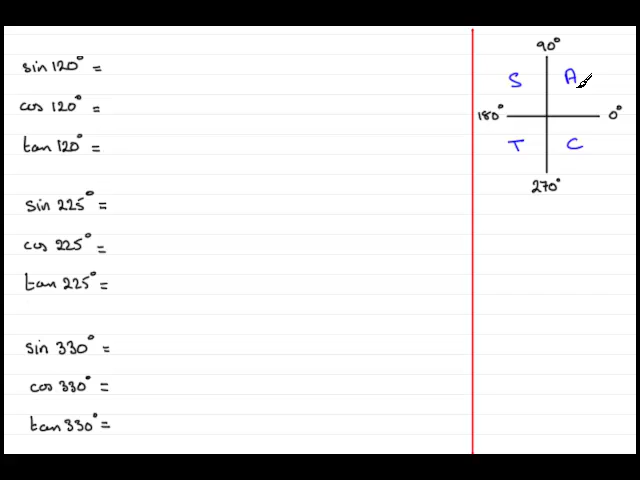 sin 120° =
cos 120° =
tan 120° =
sin 225° =
cos 225° =
tan 225° =
sin 330° =
cos 330° =
tan 330° =
90°
S A
180° 0°
T C
270°